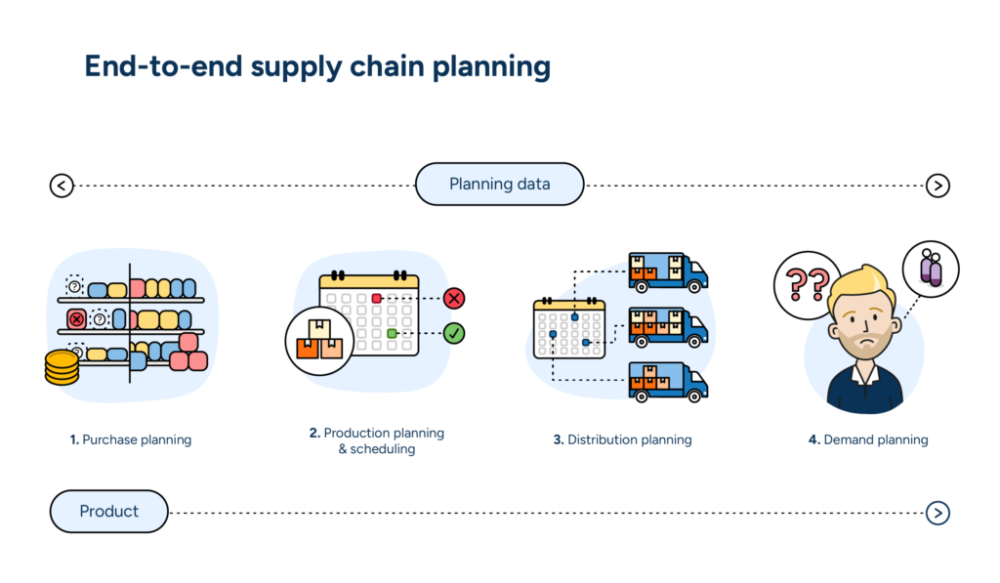 End-to-end supply chain planning
Planning data
??
?
?
?
1. Purchase planning
2. Production planning
& scheduling
3. Distribution planning
4. Demand planning
Product